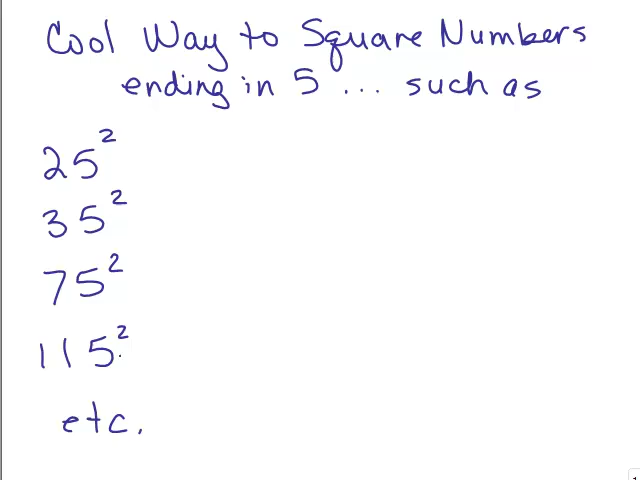 Cool Way to Square Numbers
ending in 5 ... such as
25²
35²
75²
115²
etc.